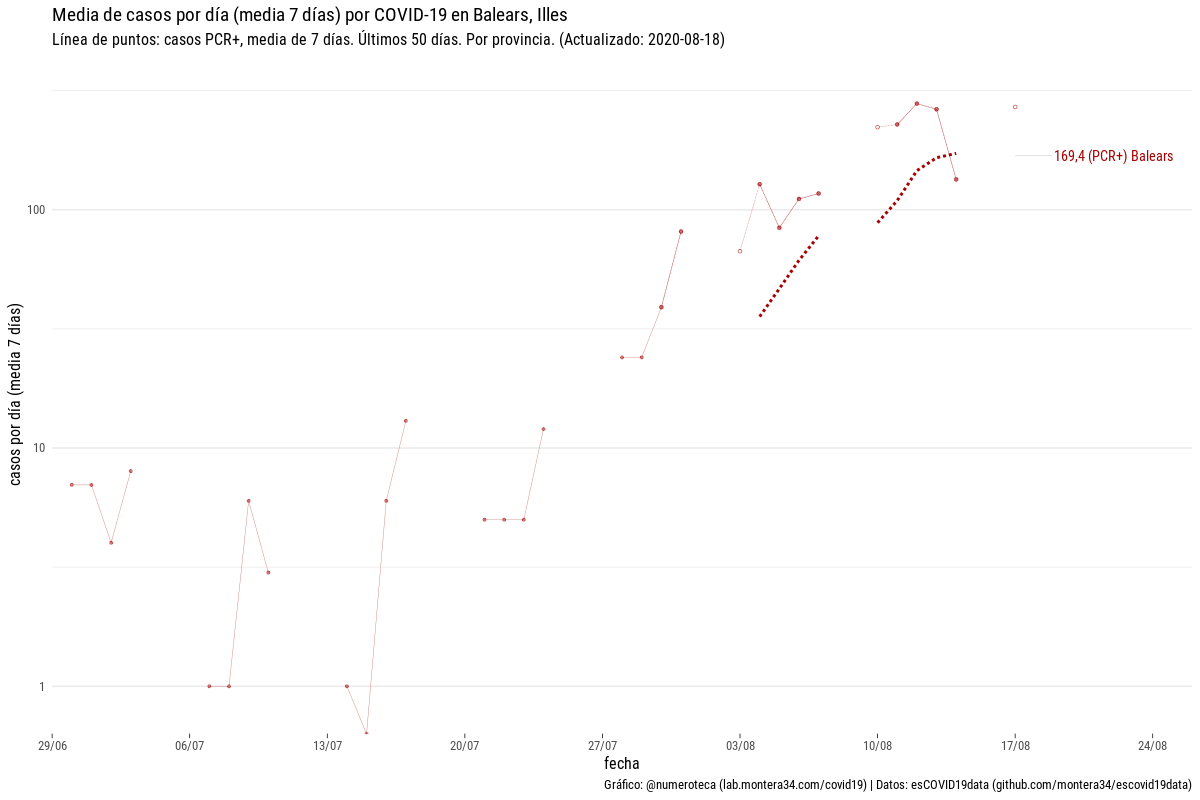 Media de casos por día (media 7 días) por COVID-19 en Balears, Illes
Línea de puntos: casos PCR+, media de 7 días. Últimos 50 días. Por provincia. (Actualizado: 2020-08-18)
casos por día (media 7 días)
100
10
1
169,4 (PCR+) Balears
29/06
06/07
13/07
20/07
27/07
03/08
10/08
17/08
24/08
fecha
Gráfico: @numeroteca (lab.montera34.com/covid19) | Datos: esCOVID19data (github.com/montera34/escovid19data)